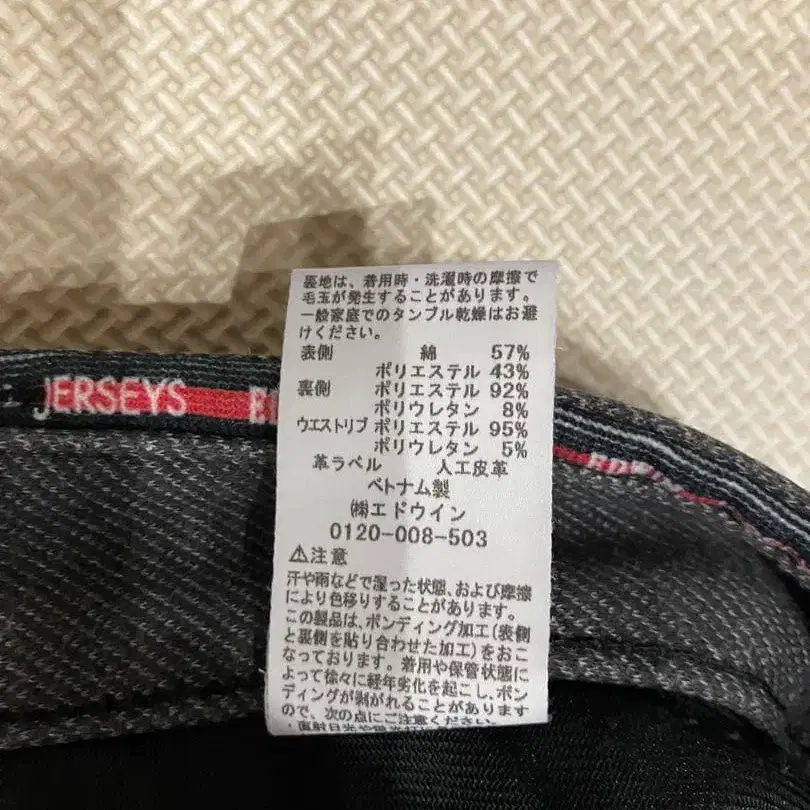 JERSEYS
裏地は、着用時・洗濯時の摩擦で
毛玉が発生することがあります。
一般家庭でのタンブル乾燥はお避
けください。
表側 綿 57%
ポリエステル 43%
裏側 ポリエステル 92%
ポリウレタン 8%
ウエストリブ ポリエステル 95%
ポリウレタン 5%
革ラベル 人工皮革
ベトナム製
㈱エドウイン
0120-008-503
⚠注意
汗や雨などで湿った状態、および摩擦
により色移りすることがあります。
この製品は、ボンディング加工(表側
と裏側を貼り合わせた加工)をおこ
なっております。着用や保管状態に
よって徐々に経年劣化を起こし、ボン
ディングが剥がれることがあります
ので、次の点にご注意ください。